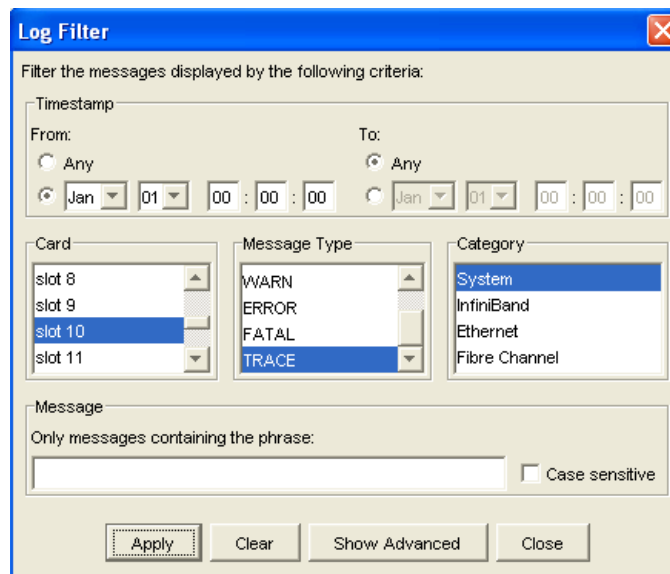 Log Filter
Filter the messages displayed by the following criteria:
Timestamp
From: To:
Any Any
Jan 01 00 : 00 : 00 Jan 01 00 : 00 : 00
Card
slot 8
slot 9
slot 10
slot 11
Message Type
WARN
ERROR
FATAL
TRACE
Category
System
InfiniBand
Ethernet
Fibre Channel
Message
Only messages containing the phrase:
Case sensitive
Apply Clear Show Advanced Close